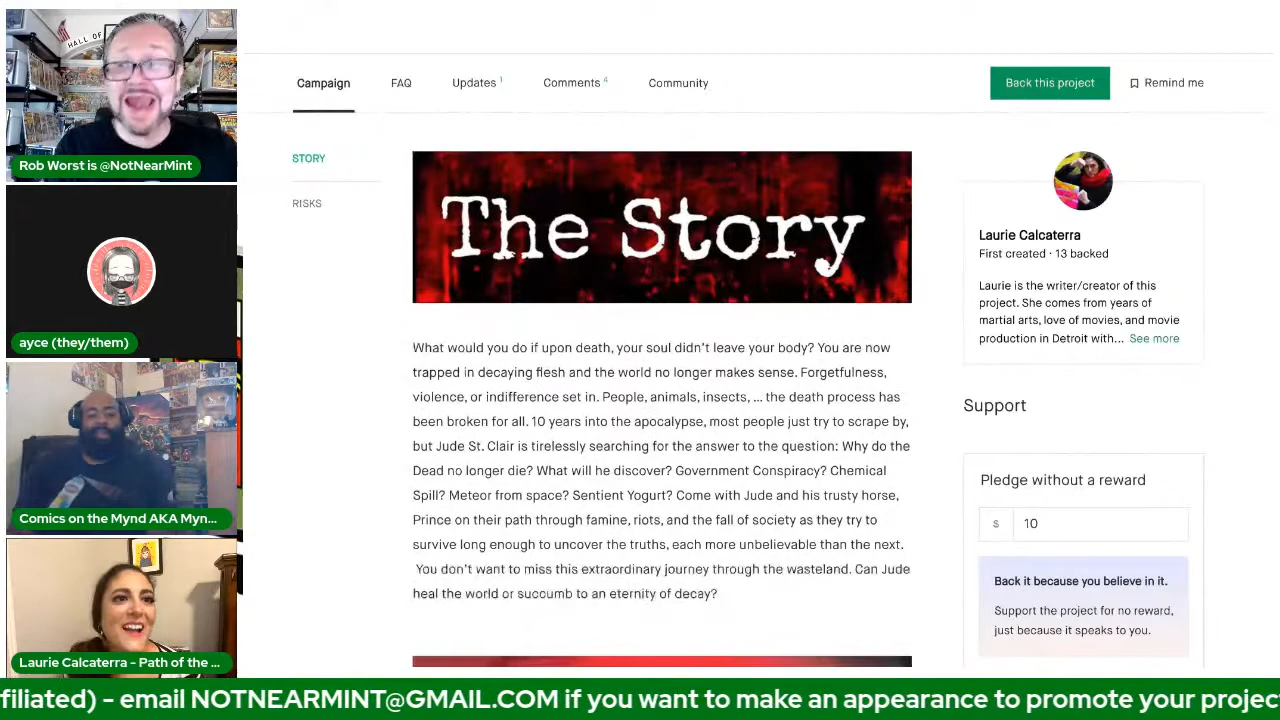 HALL OF
Rob Worst is @NotNearMint
ayce (they/them)
Comics on the Mynd AKA Myn...
Laurie Calcaterra - Path of the ...
Campaign
FAQ
Updates 1
Comments 4
Community
Back this project
Remind me
STORY
RISKS
The Story
What would you do if upon death, your soul didn't leave your body? You are now
trapped in decaying flesh and the world no longer makes sense. Forgetfulness,
violence, or indifference set in. People, animals, insects, ... the death process has
been broken for all. 10 years into the apocalypse, most people just try to scrape by,
but Jude St. Clair is tirelessly searching for the answer to the question: Why do the
Dead no longer die? What will he discover? Government Conspiracy? Chemical
Spill? Meteor from space? Sentient Yogurt? Come with Jude and his trusty horse,
Prince on their path through famine, riots, and the fall of society as they try to
survive long enough to uncover the truths, each more unbelievable than the next.
You don't want to miss this extraordinary journey through the wasteland. Can Jude
heal the world or succumb to an eternity of decay?
Laurie Calcaterra
First created · 13 backed
Laurie is the writer/creator of this
project. She comes from years of
martial arts, love of movies, and movie
production in Detroit with... See more
Support
Pledge without a reward
$ 10
Back it because you believe in it.
Support the project for no reward,
just because it speaks to you.
filiated) - email NOTNEARMINT@GMAIL.COM if you want to make an appearance to promote your projec